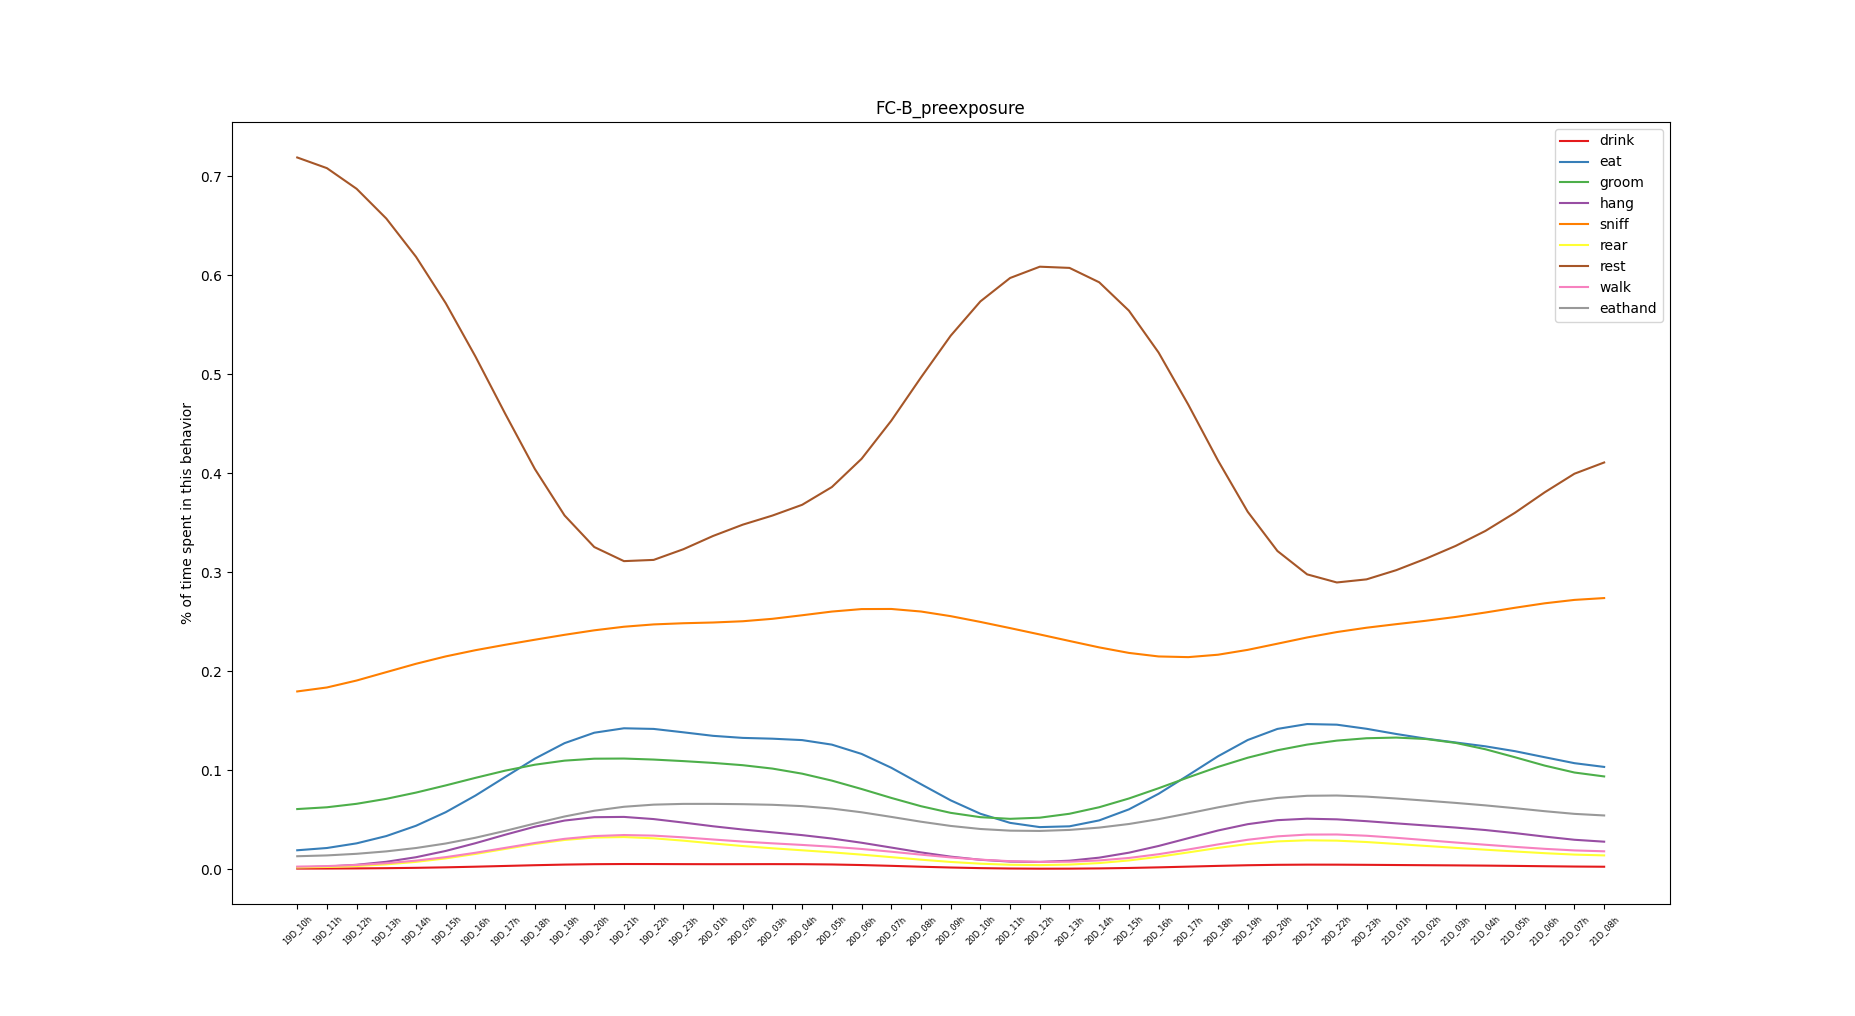 FC-B_preexposure
% of time spent in this behavior
0.7
0.6
0.5
0.4
0.3
0.2
0.1
0.0
drink
eat
groom
hang
sniff
rear
rest
walk
eathand
19D_10h
19D_11h
19D_12h
19D_13h
19D_14h
19D_15h
19D_16h
19D_17h
19D_18h
19D_19h
19D_20h
19D_21h
19D_22h
19D_23h
20D_01h
20D_02h
20D_03h
20D_04h
20D_05h
20D_06h
20D_07h
20D_08h
20D_09h
20D_10h
20D_11h
20D_12h
20D_13h
20D_14h
20D_15h
20D_16h
20D_17h
20D_18h
20D_19h
20D_20h
20D_21h
20D_22h
20D_23h
21D_01h
21D_02h
21D_03h
21D_04h
21D_05h
21D_06h
21D_07h
21D_08h